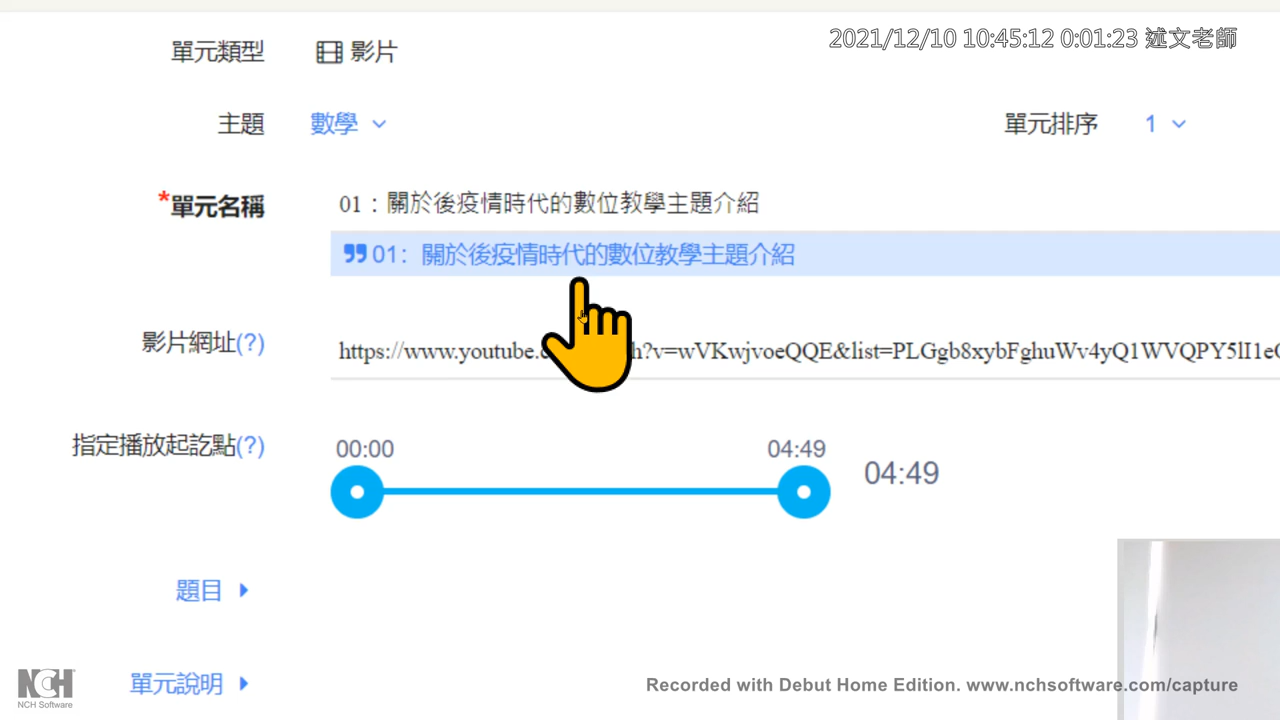 2021/12/10 10:45:12 0:01:23 述文老師
單元類型 影片
主題 數學 單元排序 1
*單元名稱 01：關於後疫情時代的數位教學主題介紹
01：關於後疫情時代的數位教學主題介紹
影片網址(?) https://www.youtube. h?v=wVKwjvoeQQE&list=PLGgb8xybFghuWv4yQ1WVQPY5lI1e
指定播放起訖點(?) 00:00 04:49 04:49
題目
單元說明
NCH
NCH Software
Recorded with Debut Home Edition. www.nchsoftware.com/capture